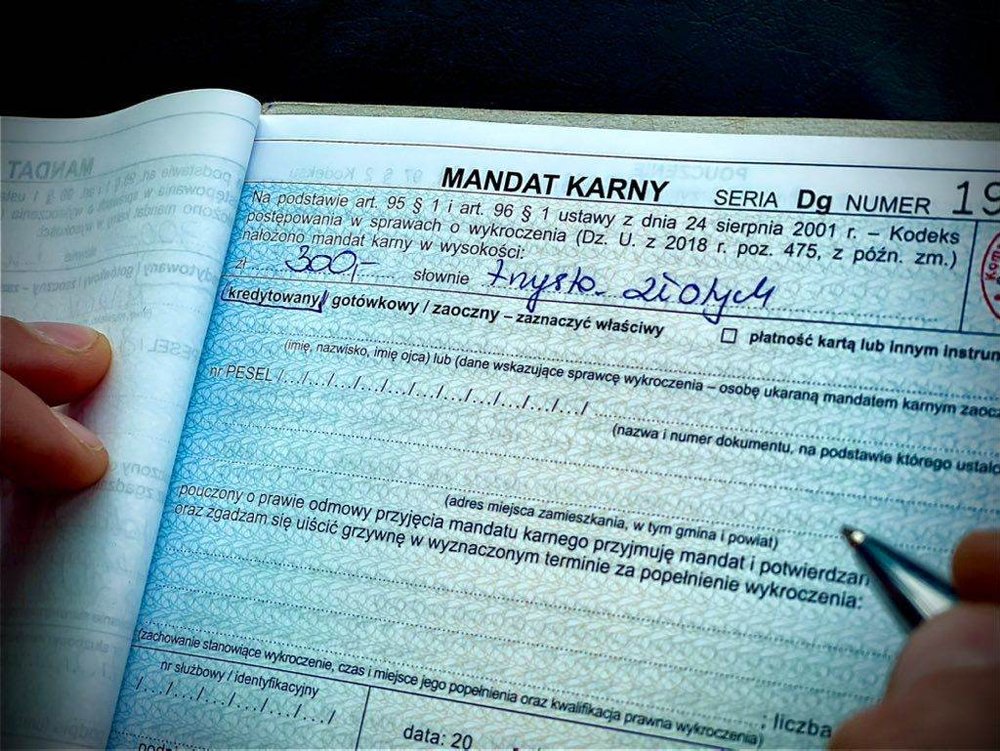 MANDAT KARNY SERIA Dg NUMER 19
Na podstawie art. 95 § 1 i art. 96 § 1 ustawy z dnia 24 sierpnia 2001 r. – Kodeks
postępowania w sprawach o wykroczenia (Dz. U. z 2018 r. poz. 475, z późn. zm.)
nałożono mandat karny w wysokości:
zł 300,- słownie trzysta złotych
kredytowany / gotówkowy / zaoczny – zaznaczyć właściwy
☐ płatność kartą lub innym instrum
(imię, nazwisko, imię ojca) lub (dane wskazujące sprawcę wykroczenia – osobę ukaraną mandatem karnym zaocz
nr PESEL /.../.../.../.../.../.../.../.../.../.../.../
(nazwa i numer dokumentu, na podstawie którego ustalo
(adres miejsca zamieszkania, w tym gmina i powiat)
pouczony o prawie odmowy przyjęcia mandatu karnego przyjmuję mandat i potwierdzan
oraz zgadzam się uiścić grzywnę w wyznaczonym terminie za popełnienie wykroczenia:
(zachowanie stanowiące wykroczenie, czas i miejsce jego popełnienia oraz kwalifikacja prawna wykroczenia)
nr służbowy / identyfikacyjny
; liczba
/.../.../.../.../.../.../
data: 20